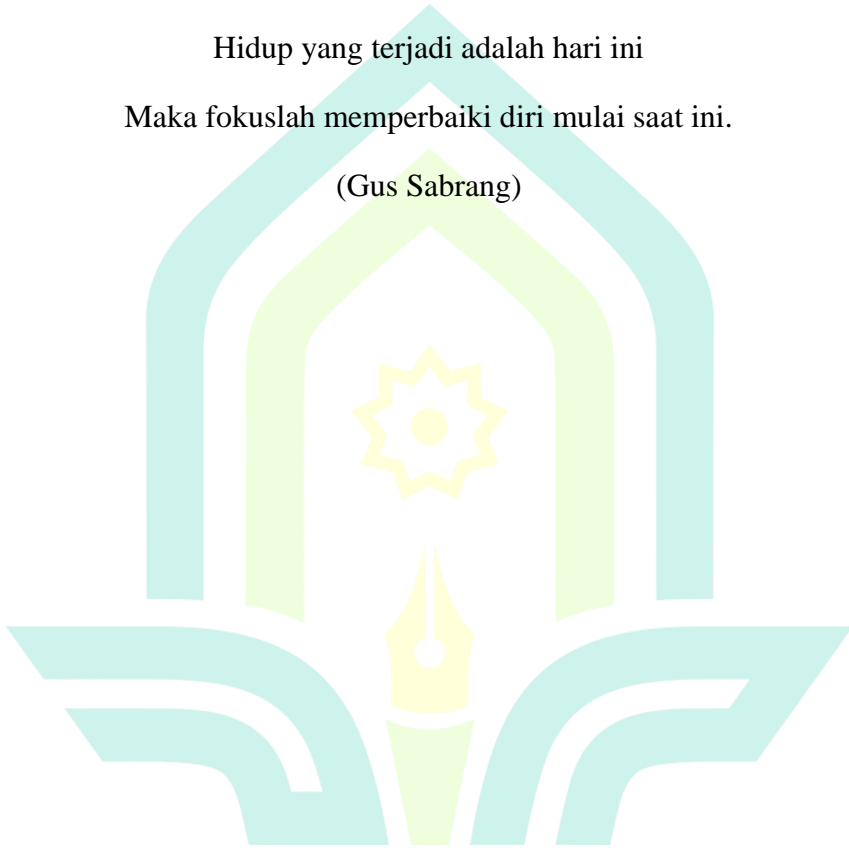 Hidup yang terjadi adalah hari ini
Maka fokuslah memperbaiki diri mulai saat ini.
(Gus Sabrang)